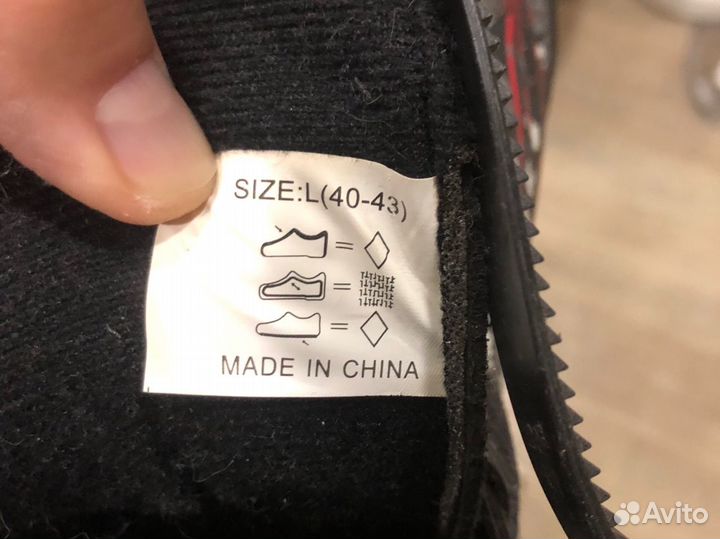 SIZE:L(40-43)
=
=
=
MADE IN CHINA
Avito